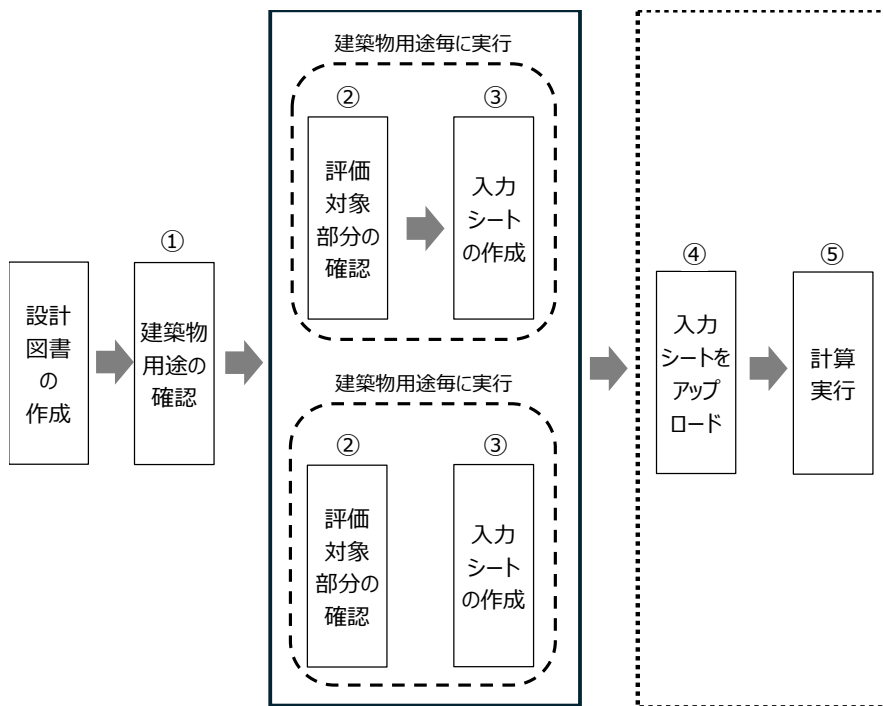 設計
図書
の
作成
①
建築物
用途の
確認
建築物用途毎に実行
②
評価
対象
部分の
確認
③
入力
シート
の作成
建築物用途毎に実行
②
評価
対象
部分の
確認
③
入力
シート
の作成
④
入力
シートを
アップ
ロード
⑤
計算
実行